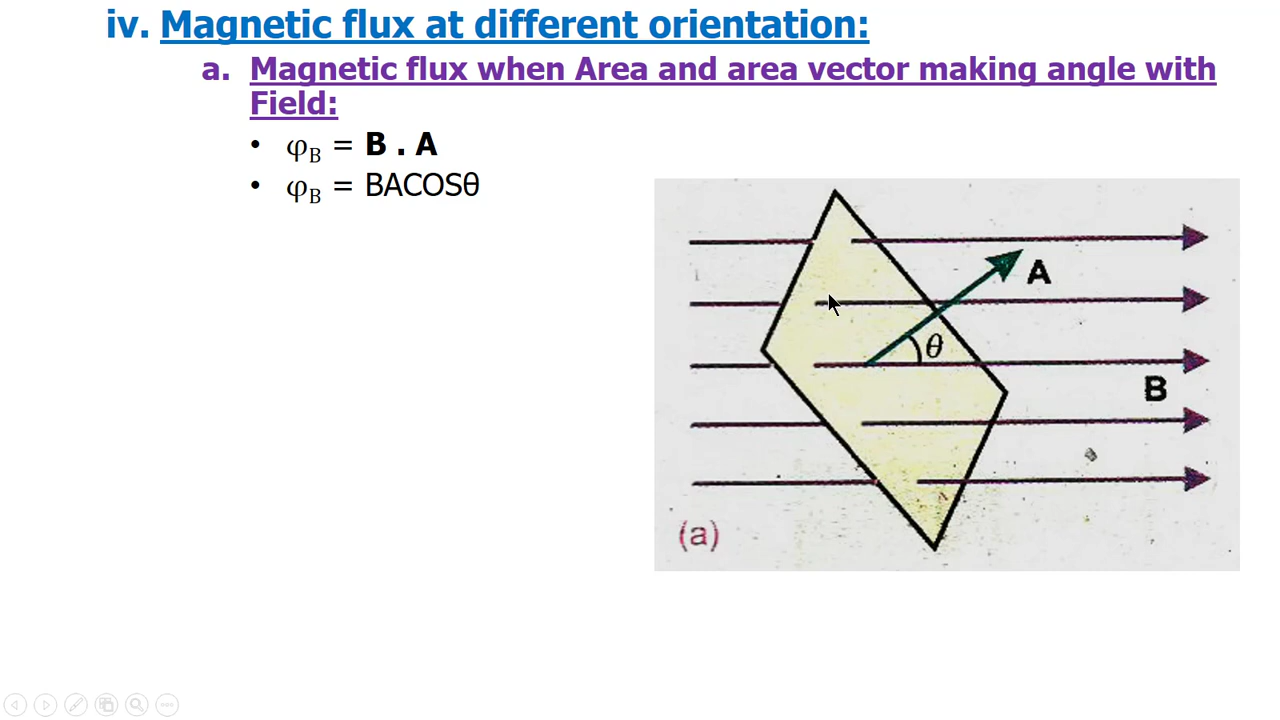 iv. Magnetic flux at different orientation:
a. Magnetic flux when Area and area vector making angle with
Field:
• φB = B . A
• φB = BACOSθ
A
θ
B
(a)